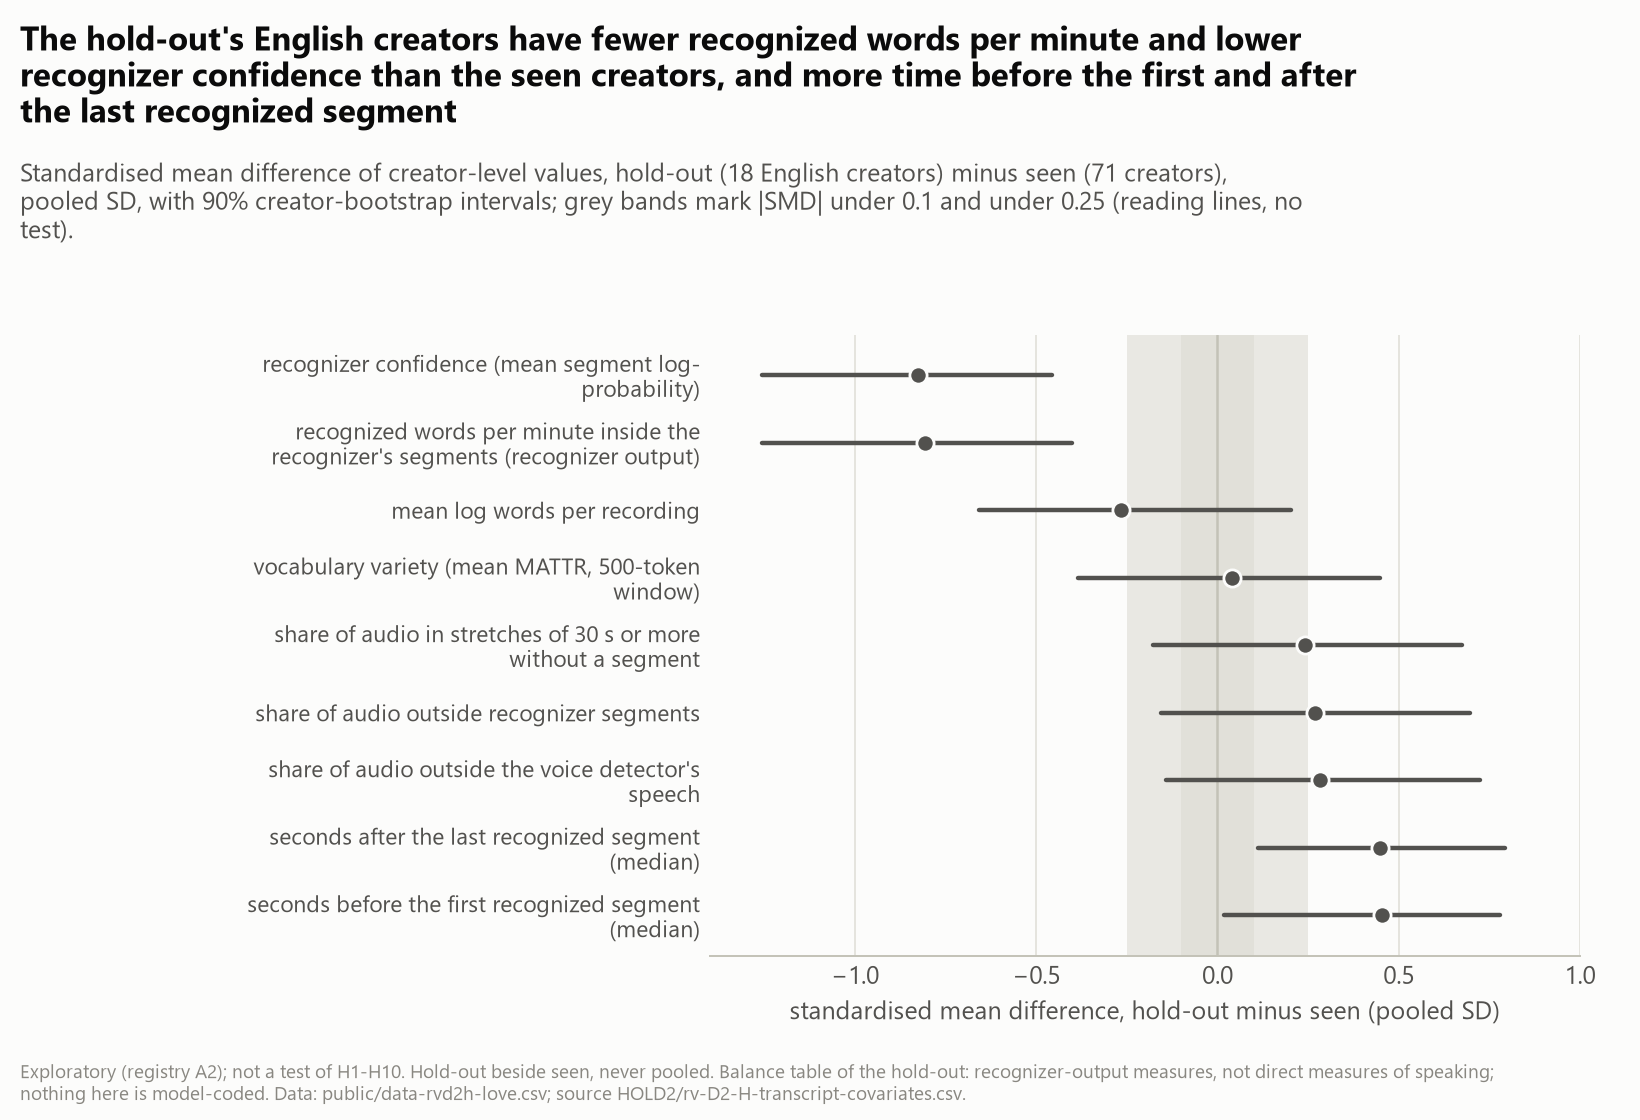 The hold-out's English creators have fewer recognized words per minute and lower
recognizer confidence than the seen creators, and more time before the first and after
the last recognized segment
Standardised mean difference of creator-level values, hold-out (18 English creators) minus seen (71 creators),
pooled SD, with 90% creator-bootstrap intervals; grey bands mark |SMD| under 0.1 and under 0.25 (reading lines, no
test).
recognizer confidence (mean segment log-
probability)
recognized words per minute inside the
recognizer's segments (recognizer output)
mean log words per recording
vocabulary variety (mean MATTR, 500-token
window)
share of audio in stretches of 30 s or more
without a segment
share of audio outside recognizer segments
share of audio outside the voice detector's
speech
seconds after the last recognized segment
(median)
seconds before the first recognized segment
(median)
−1.0 −0.5 0.0 0.5 1.0
standardised mean difference, hold-out minus seen (pooled SD)
Exploratory (registry A2); not a test of H1-H10. Hold-out beside seen, never pooled. Balance table of the hold-out: recognizer-output measures, not direct measures of speaking;
nothing here is model-coded. Data: public/data-rvd2h-love.csv; source HOLD2/rv-D2-H-transcript-covariates.csv.